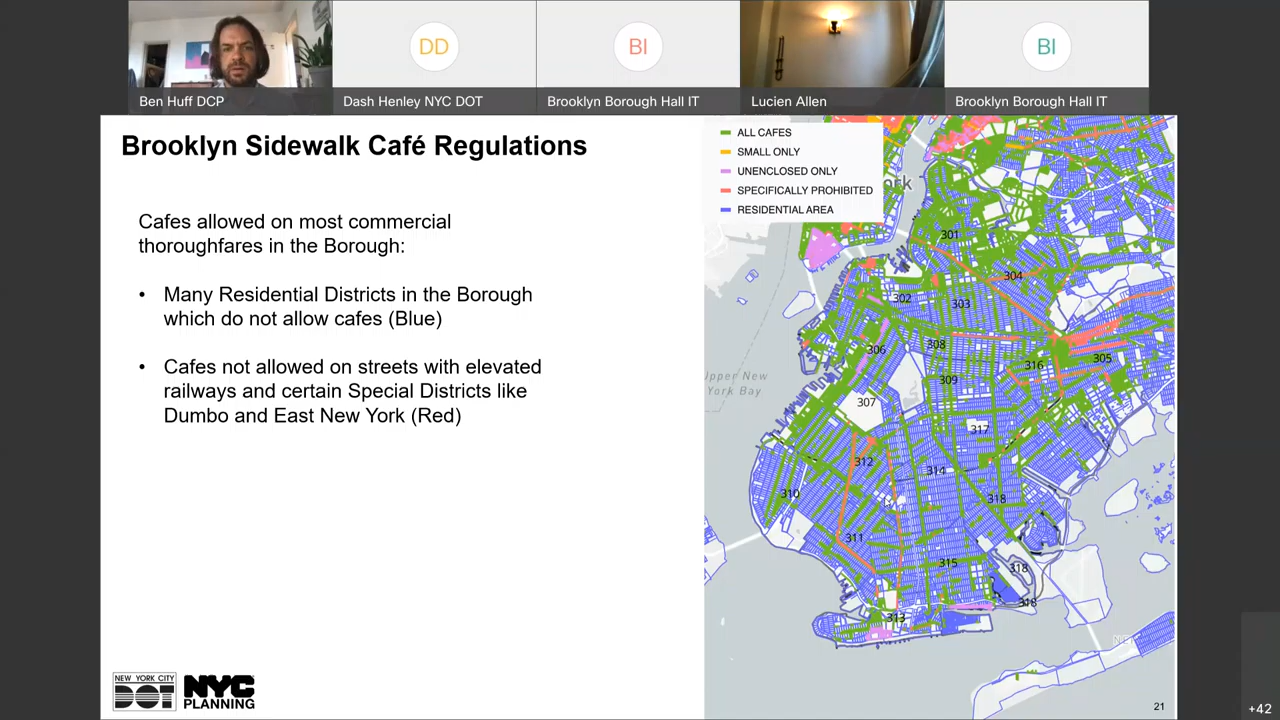 DD
BI
BI
Ben Huff DCP
Dash Henley NYC DOT
Brooklyn Borough Hall IT
Lucien Allen
Brooklyn Borough Hall IT
Brooklyn Sidewalk Café Regulations
Cafes allowed on most commercial
thoroughfares in the Borough:
• Many Residential Districts in the Borough
which do not allow cafes (Blue)
• Cafes not allowed on streets with elevated
railways and certain Special Districts like
Dumbo and East New York (Red)
ALL CAFES
SMALL ONLY
UNENCLOSED ONLY
SPECIFICALLY PROHIBITED
RESIDENTIAL AREA
301
304
302
303
308
306
305
316
309
307
317
312
314
310
318
311
315
318
318
313
Upper New
York Bay
NEW YORK CITY
DOT
NYC
PLANNING
21
+42